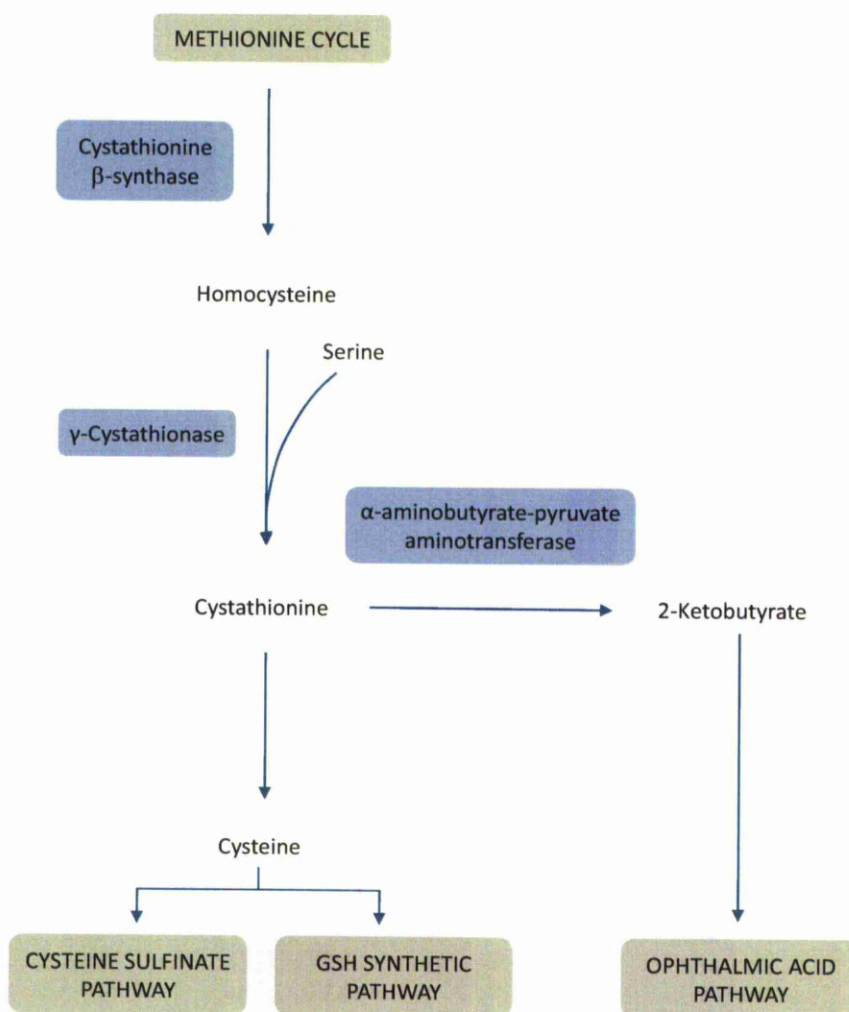 METHIONINE CYCLE
Cystathionine
β-synthase
Homocysteine
Serine
γ-Cystathionase
α-aminobutyrate-pyruvate
aminotransferase
Cystathionine
2-Ketobutyrate
Cysteine
CYSTEINE SULFINATE
PATHWAY
GSH SYNTHETIC
PATHWAY
OPHTHALMIC ACID
PATHWAY